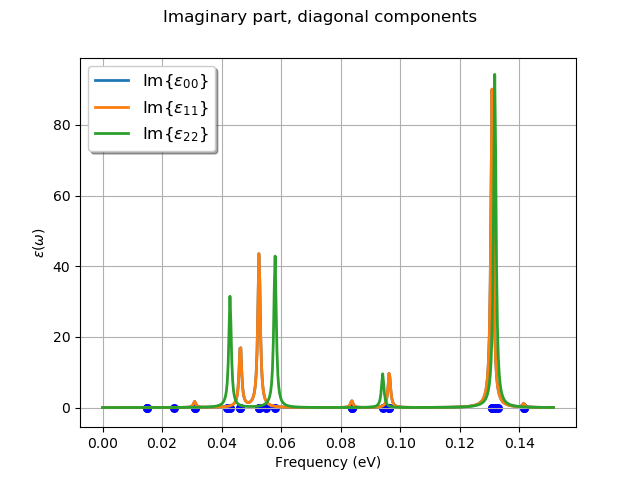 Imaginary part, diagonal components
Im{ε₀₀}
Im{ε₁₁}
Im{ε₂₂}
ε(ω)
80
60
40
20
0
0.00 0.02 0.04 0.06 0.08 0.10 0.12 0.14
Frequency (eV)